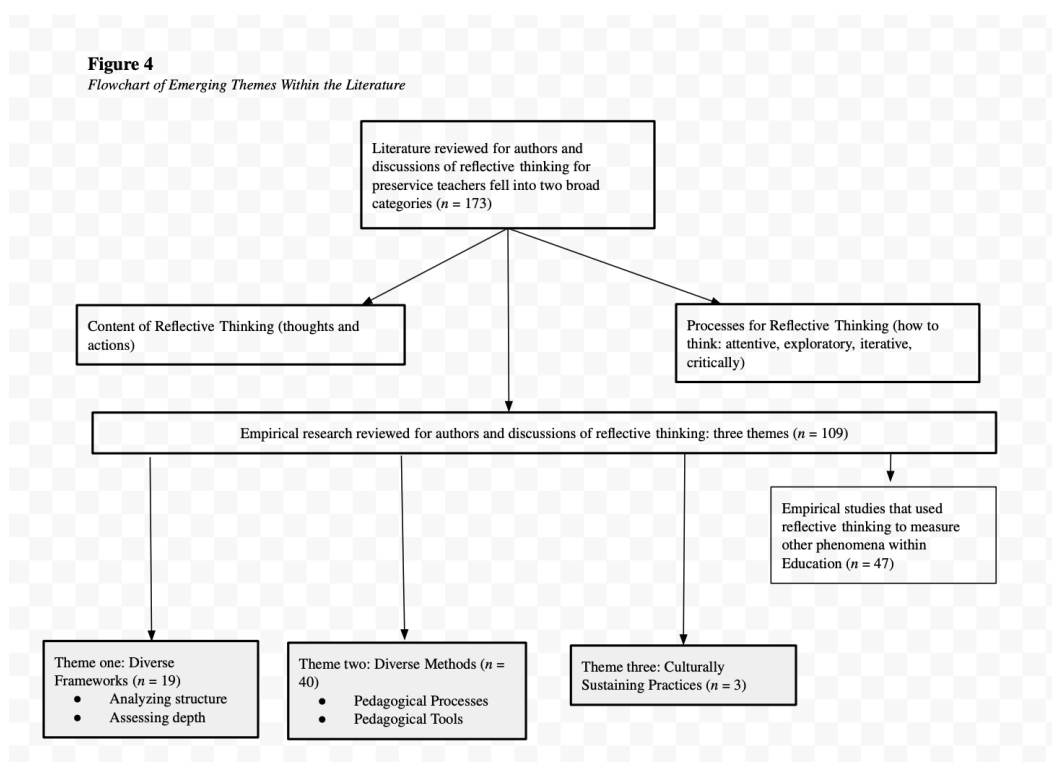 Figure 4
Flowchart of Emerging Themes Within the Literature
Literature reviewed for authors and
discussions of reflective thinking for
preservice teachers fell into two broad
categories (n = 173)
Content of Reflective Thinking (thoughts and
actions)
Processes for Reflective Thinking (how to
think: attentive, exploratory, iterative,
critically)
Empirical research reviewed for authors and discussions of reflective thinking: three themes (n = 109)
Empirical studies that used
reflective thinking to measure
other phenomena within
Education (n = 47)
Theme one: Diverse
Frameworks (n = 19)
● Analyzing structure
● Assessing depth
Theme two: Diverse Methods (n =
40)
● Pedagogical Processes
● Pedagogical Tools
Theme three: Culturally
Sustaining Practices (n = 3)